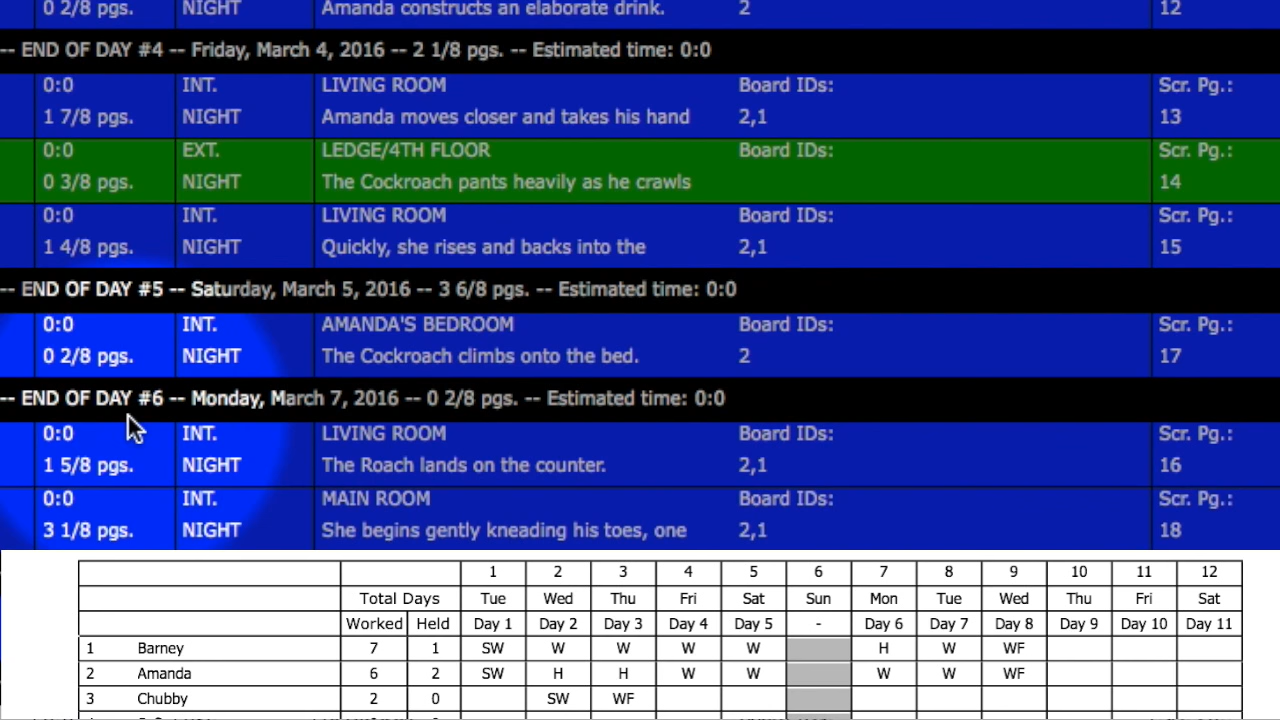 0 2/8 pgs. NIGHT Amanda constructs an elaborate drink. 2 12
-- END OF DAY #4 -- Friday, March 4, 2016 -- 2 1/8 pgs. -- Estimated time: 0:0
0:0 INT. LIVING ROOM Board IDs: Scr. Pg.:
1 7/8 pgs. NIGHT Amanda moves closer and takes his hand 2,1 13
0:0 EXT. LEDGE/4TH FLOOR Board IDs: Scr. Pg.:
0 3/8 pgs. NIGHT The Cockroach pants heavily as he crawls 14
0:0 INT. LIVING ROOM Board IDs: Scr. Pg.:
1 4/8 pgs. NIGHT Quickly, she rises and backs into the 2,1 15
-- END OF DAY #5 -- Saturday, March 5, 2016 -- 3 6/8 pgs. -- Estimated time: 0:0
0:0 INT. AMANDA'S BEDROOM Board IDs: Scr. Pg.:
0 2/8 pgs. NIGHT The Cockroach climbs onto the bed. 2 17
-- END OF DAY #6 -- Monday, March 7, 2016 -- 0 2/8 pgs. -- Estimated time: 0:0
0:0 INT. LIVING ROOM Board IDs: Scr. Pg.:
1 5/8 pgs. NIGHT The Roach lands on the counter. 2,1 16
0:0 INT. MAIN ROOM Board IDs: Scr. Pg.:
3 1/8 pgs. NIGHT She begins gently kneading his toes, one 2,1 18
1 2 3 4 5 6 7 8 9 10 11 12
Total Days Tue Wed Thu Fri Sat Sun Mon Tue Wed Thu Fri Sat
Worked Held Day 1 Day 2 Day 3 Day 4 Day 5 - Day 6 Day 7 Day 8 Day 9 Day 10 Day 11
1 Barney 7 1 SW W W W W H W WF
2 Amanda 6 2 SW H H W W W W WF
3 Chubby 2 0 SW WF